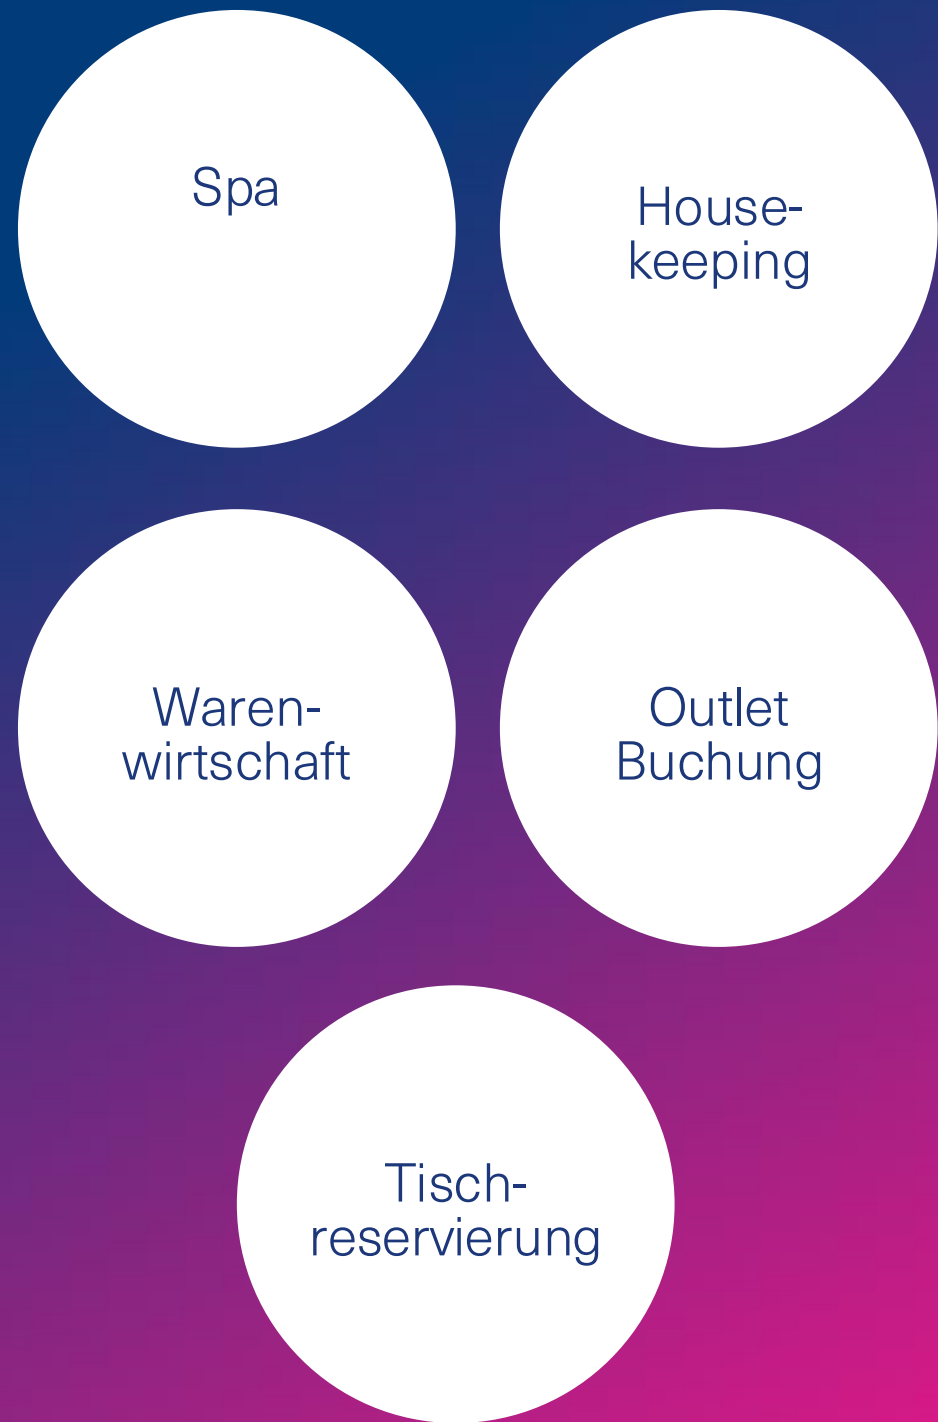 Spa
House-
keeping
Waren-
wirtschaft
Outlet
Buchung
Tisch-
reservierung